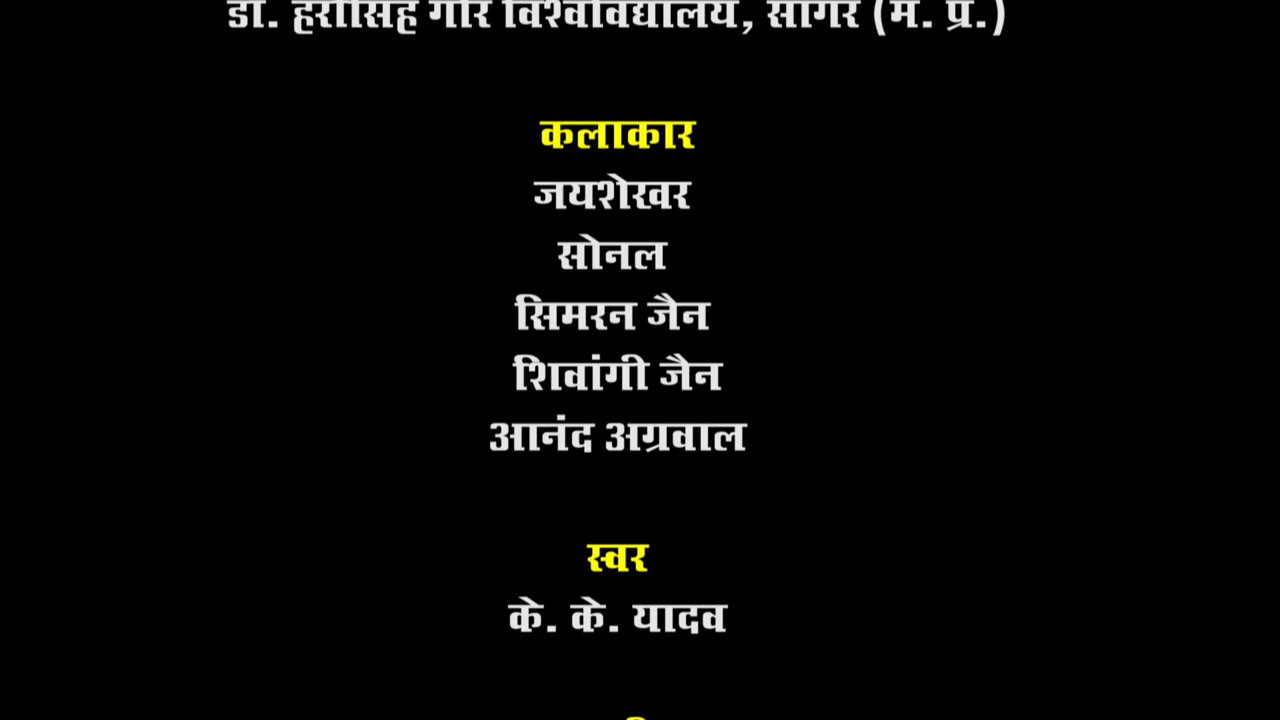 डॉ. हरीसिंह गौर विश्वविद्यालय, सागर (म. प्र.)
कलाकार
जयशेखर
सोनल
सिमरन जैन
शिवांगी जैन
आनंद अग्रवाल
स्वर
के. के. यादव